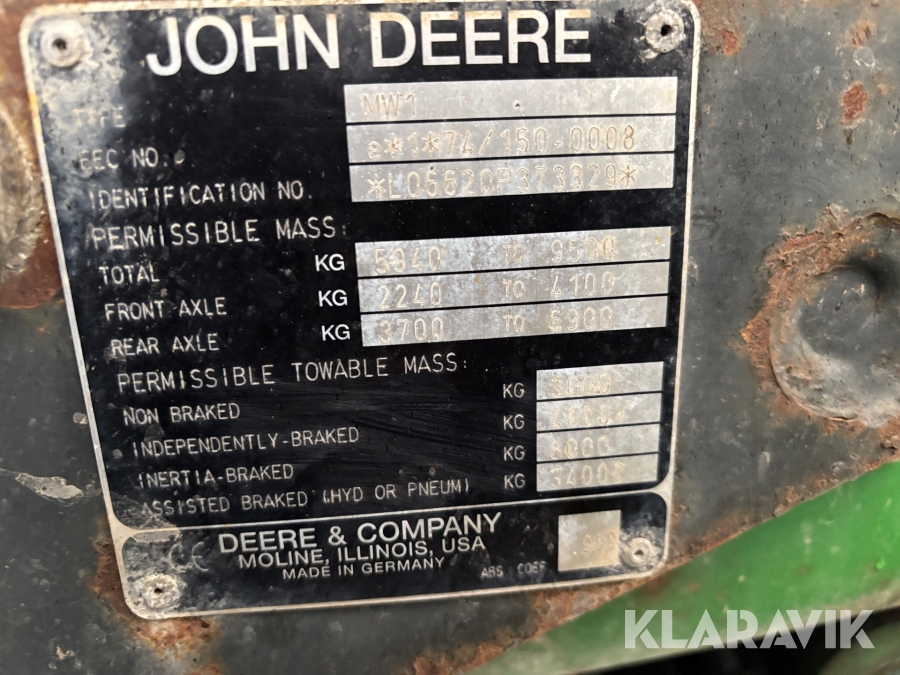 JOHN DEERE
TYPE MW1
EEC NO. e*1*74/150-0008
IDENTIFICATION NO. *L06620P373329*
PERMISSIBLE MASS:
TOTAL KG 5940 TO 9500
FRONT AXLE KG 2240 TO 4100
REAR AXLE KG 3700 TO 5900
PERMISSIBLE TOWABLE MASS:
NON BRAKED KG
INDEPENDENTLY-BRAKED KG
INERTIA-BRAKED KG 8000
ASSISTED BRAKED (HYD OR PNEUM) KG
DEERE & COMPANY
MOLINE, ILLINOIS, USA
MADE IN GERMANY
ABS COEF
KLARAVIK